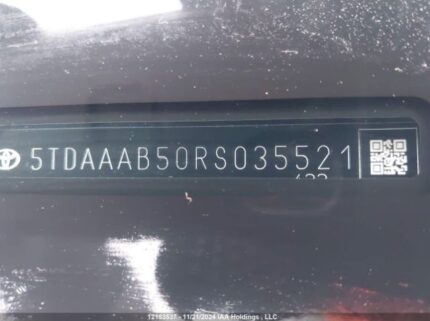 5TDAAAB50RS035521
12153537 - 11/21/2024 IAA Holdings , LLC